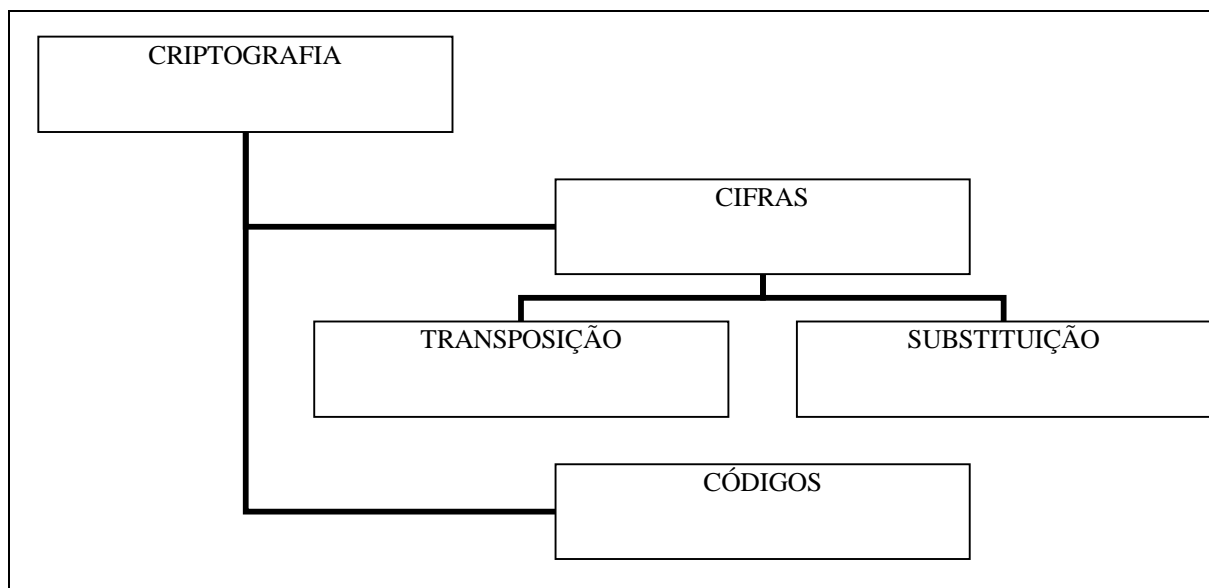 CRIPTOGRAFIA
CIFRAS
TRANSPOSIÇÃO
SUBSTITUIÇÃO
CÓDIGOS